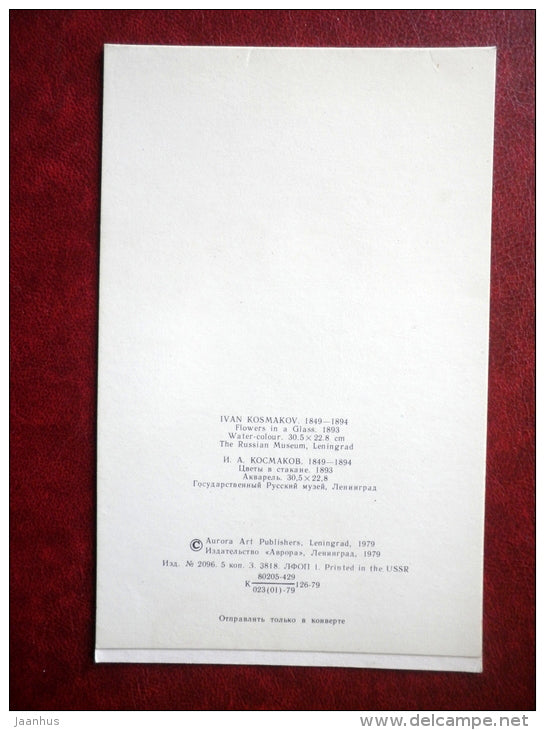 IVAN KOSMAKOV. 1849—1894
Flowers in a Glass. 1893
Water-colour. 30.5 × 22.8 cm
The Russian Museum, Leningrad
И. А. КОСМАКОВ. 1849—1894
Цветы в стакане. 1893
Акварель. 30,5 × 22,8
Государственный Русский музей, Ленинград
© Aurora Art Publishers, Leningrad, 1979
Издательство «Аврора», Ленинград, 1979
Изд. № 2096. 5 коп. З. 3818. ЛФОП 1. Printed in the USSR
80205-429
К 126-79
023(01)-79
Отправлять только в конверте
janhus
www.delcampe.net